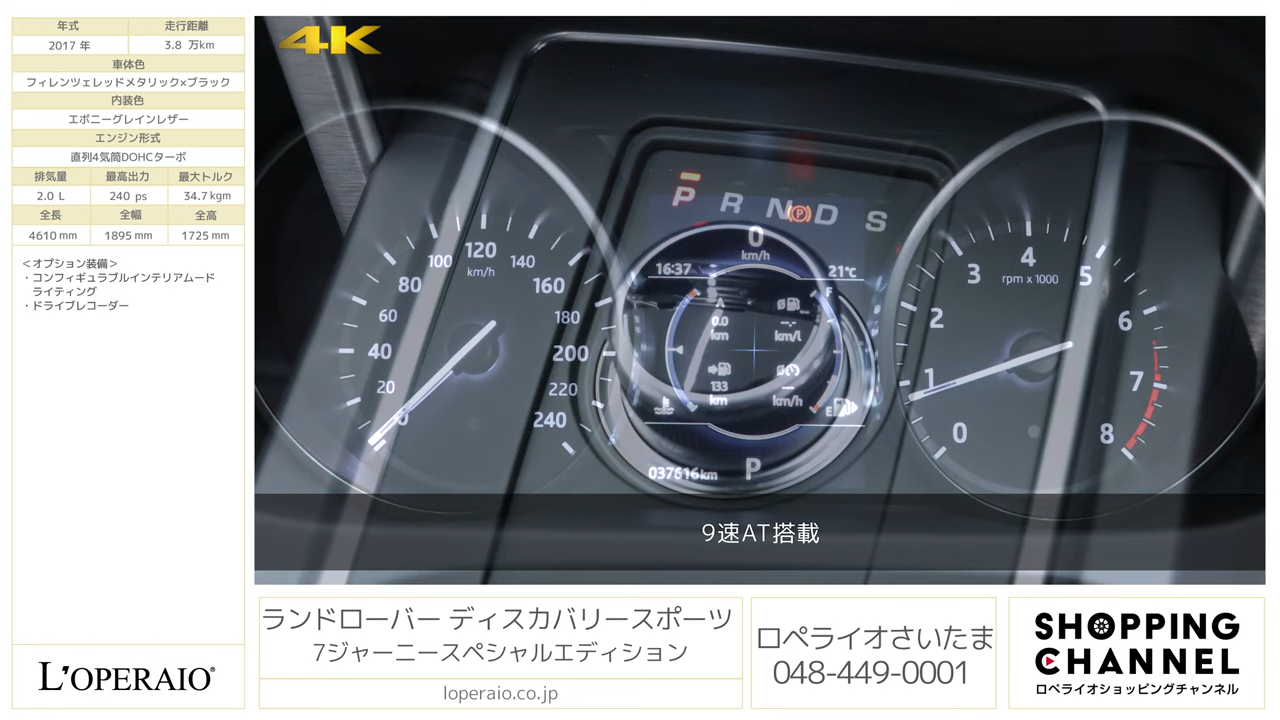 年式 走行距離
2017 年 3.8 万km
車体色
フィレンツェレッドメタリック×ブラック
内装色
エボニーグレインレザー
エンジン形式
直列4気筒DOHCターボ
排気量 最高出力 最大トルク
2.0 L 240 ps 34.7 kgm
全長 全幅 全高
4610 mm 1895 mm 1725 mm
＜オプション装備＞
・コンフィギュラブルインテリアムード
ライティング
・ドライブレコーダー
L'OPERAIO®
4K
P R N D S
0
km/h
16:37 21℃
A
0.0
km
--.-
km/l
133
km
km/h
F
E
037616km P
0 20 40 60 80 100 120 140 160 180 200 220 240
km/h
0 1 2 3 4 5 6 7 8
rpm x 1000
9速AT搭載
ランドローバー ディスカバリースポーツ
7ジャーニースペシャルエディション
loperaio.co.jp
ロペライオさいたま
048-449-0001
SHOPPING
CHANNEL
ロペライオショッピングチャンネル